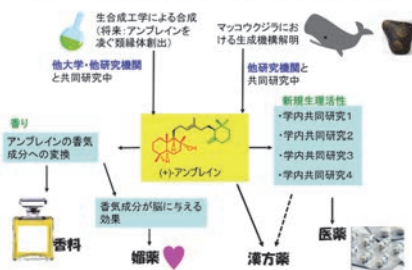 生合成工学による合成
(将来:アンブレインを
凌ぐ類縁体創出)
マッコウクジラにお
ける生成機構解明
他大学・他研究機関
と共同研究中
他研究機関と
共同研究中
香り
アンブレインの香気
成分への変換
OH
(+)-アンブレイン
新規生理活性
・学内共同研究1
・学内共同研究2
・学内共同研究3
・学内共同研究4
香気成分が脳に与える
効果
香料
媚薬
漢方薬
医薬